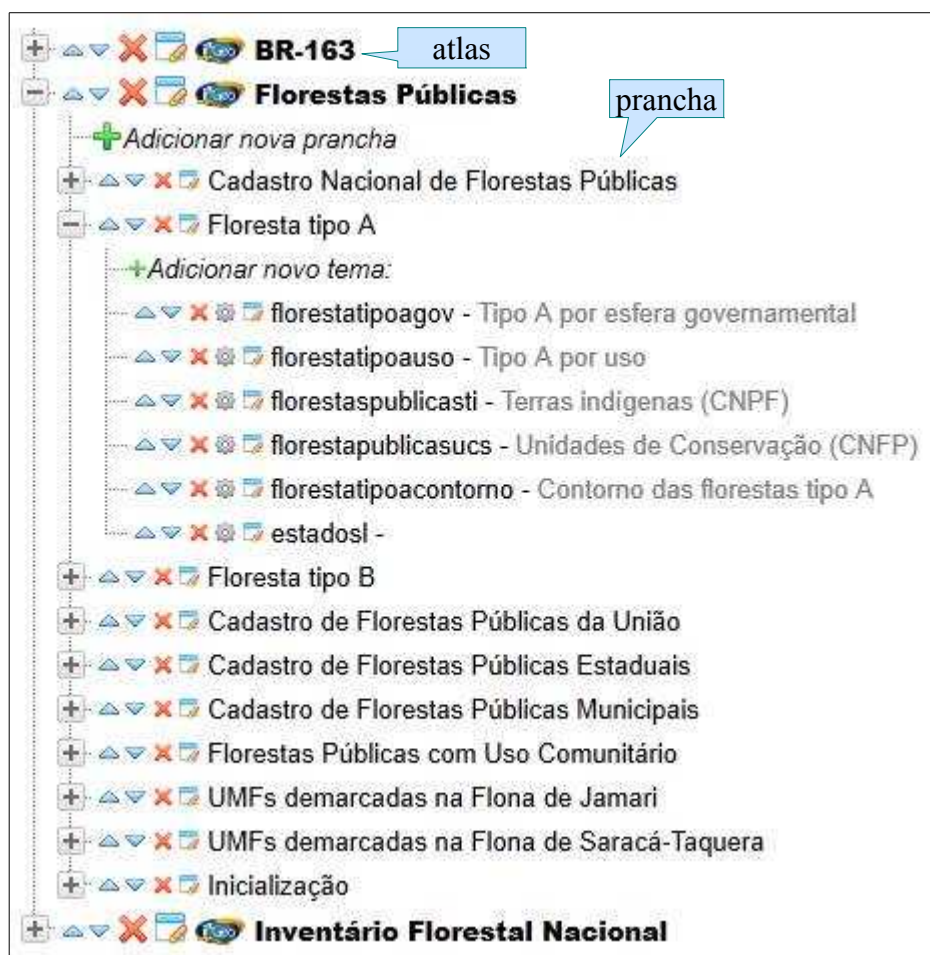 BR-163 atlas
Florestas Públicas
prancha
Adicionar nova prancha
Cadastro Nacional de Florestas Públicas
Floresta tipo A
Adicionar novo tema:
florestatipoagov - Tipo A por esfera governamental
florestatipoauso - Tipo A por uso
florestaspublicasti - Terras indígenas (CNPF)
florestapublicasucs - Unidades de Conservação (CNFP)
florestatipoacontorno - Contorno das florestas tipo A
estadosl -
Floresta tipo B
Cadastro de Florestas Públicas da União
Cadastro de Florestas Públicas Estaduais
Cadastro de Florestas Públicas Municipais
Florestas Públicas com Uso Comunitário
UMFs demarcadas na Flona de Jamari
UMFs demarcadas na Flona de Saracá-Taquera
Inicialização
Inventário Florestal Nacional